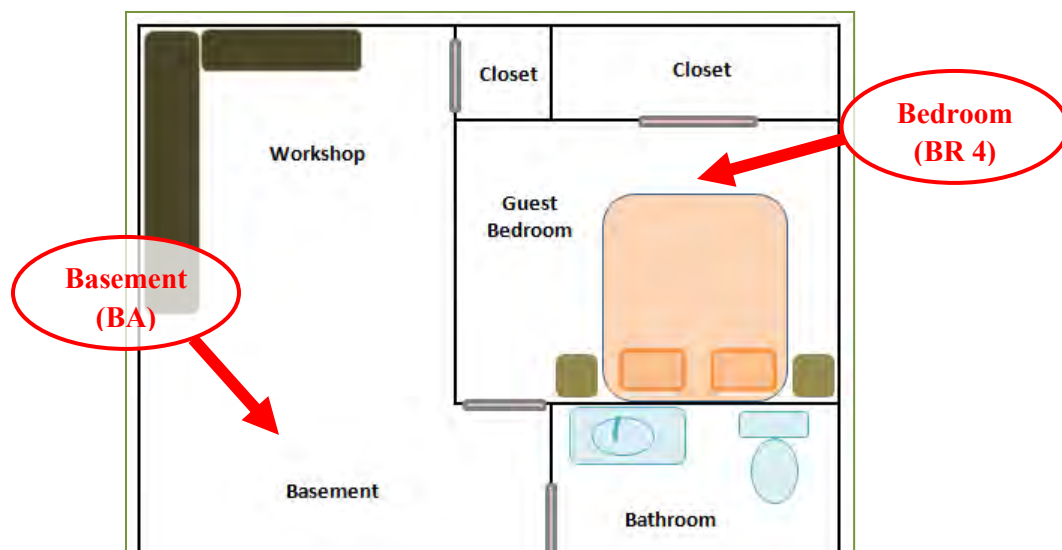 Closet
Closet
Bedroom
(BR 4)
Workshop
Guest
Bedroom
Basement
(BA)
Basement
Bathroom